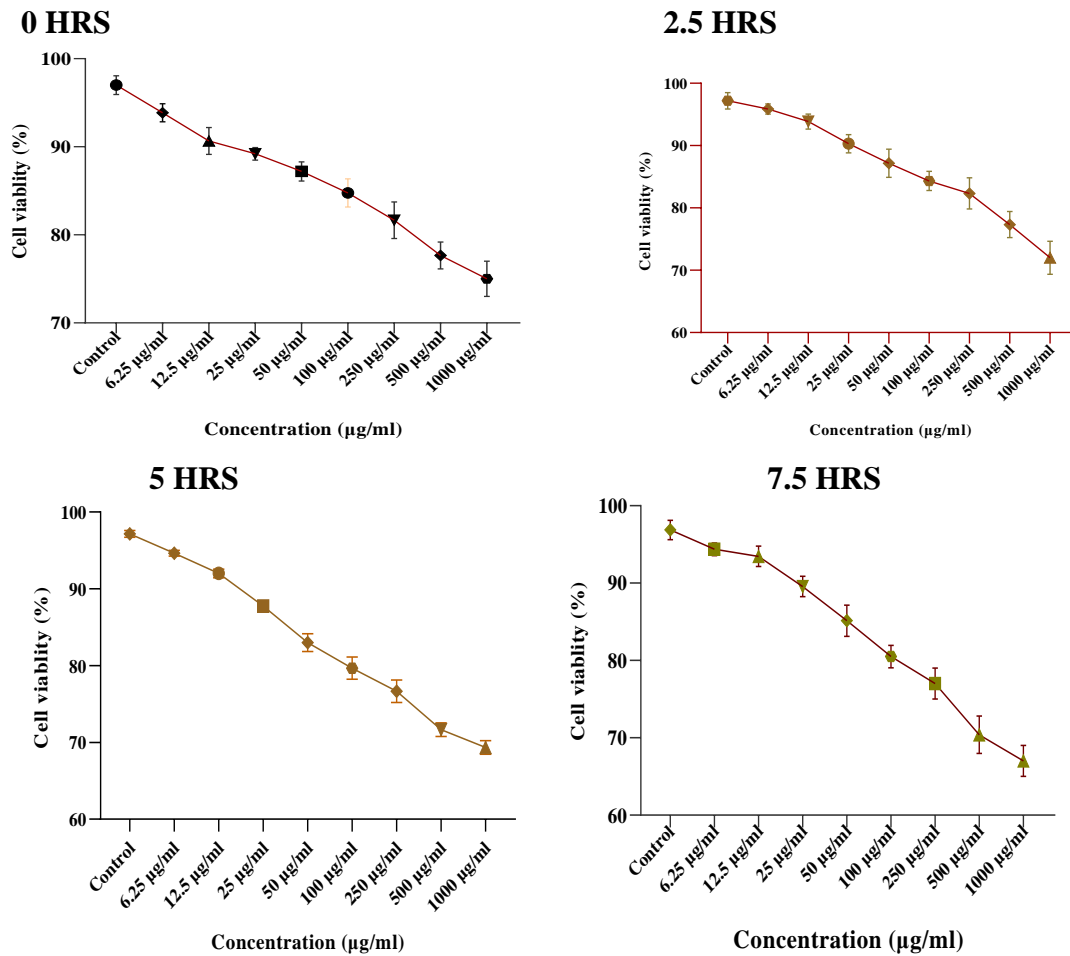 0 HRS
100
90
80
70
Cell viablity (%)
Control
6.25 µg/ml
12.5 µg/ml
25 µg/ml
50 µg/ml
100 µg/ml
250 µg/ml
500 µg/ml
1000 µg/ml
Concentration (µg/ml)
2.5 HRS
100
90
80
70
60
Cell viablity (%)
Control
6.25 µg/ml
12.5 µg/ml
25 µg/ml
50 µg/ml
100 µg/ml
250 µg/ml
500 µg/ml
1000 µg/ml
Concentration (µg/ml)
5 HRS
100
90
80
70
60
Cell viablity (%)
Control
6.25 µg/ml
12.5 µg/ml
25 µg/ml
50 µg/ml
100 µg/ml
250 µg/ml
500 µg/ml
1000 µg/ml
Concentration (µg/ml)
7.5 HRS
100
90
80
70
60
Cell viablity (%)
Control
6.25 µg/ml
12.5 µg/ml
25 µg/ml
50 µg/ml
100 µg/ml
250 µg/ml
500 µg/ml
1000 µg/ml
Concentration (µg/ml)